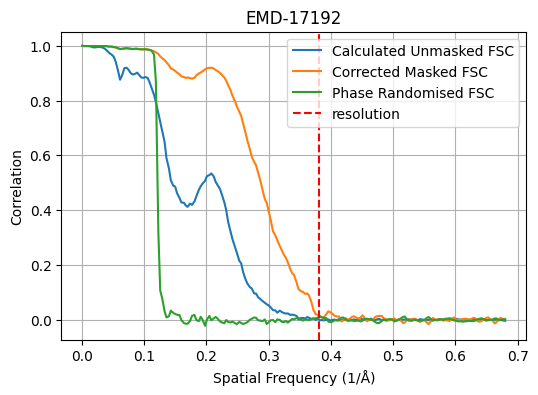 EMD-17192
Calculated Unmasked FSC
Corrected Masked FSC
Phase Randomised FSC
resolution
Correlation
1.0
0.8
0.6
0.4
0.2
0.0
0.0 0.1 0.2 0.3 0.4 0.5 0.6 0.7
Spatial Frequency (1/Å)